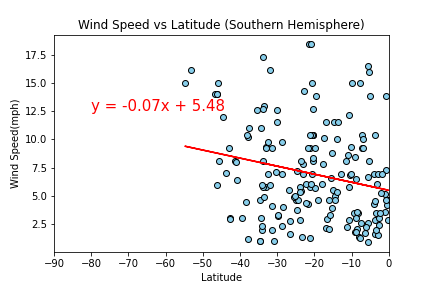 Wind Speed vs Latitude (Southern Hemisphere)
17.5
15.0
12.5
10.0
7.5
5.0
2.5
Wind Speed(mph)
y = -0.07x + 5.48
−90 −80 −70 −60 −50 −40 −30 −20 −10 0
Latitude